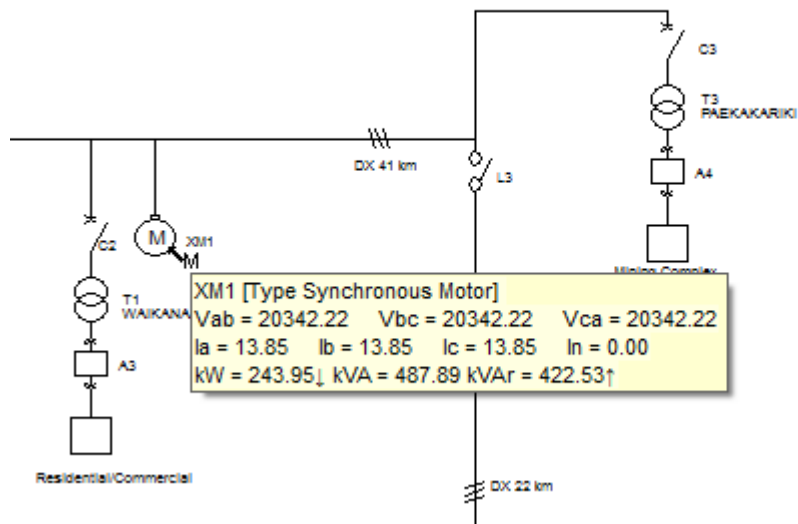 C3
T3
PAEKAKARIKI
A4
DX 41 km
L3
C2
M
XM1
M
T1
WAIKANA
A3
XM1 [Type Synchronous Motor]
Vab = 20342.22 Vbc = 20342.22 Vca = 20342.22
Ia = 13.85 Ib = 13.85 Ic = 13.85 In = 0.00
kW = 243.95↓ kVA = 487.89 kVAr = 422.53↑
Mining Complex
Residential/Commercial
DX 22 km